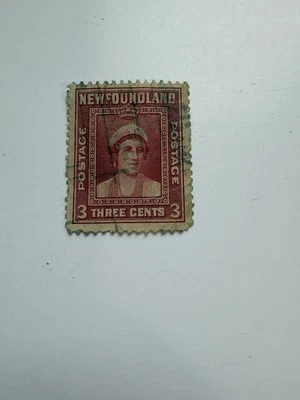 NEWFOUNDLAND
POSTAGE
POSTAGE
3 THREE CENTS 3